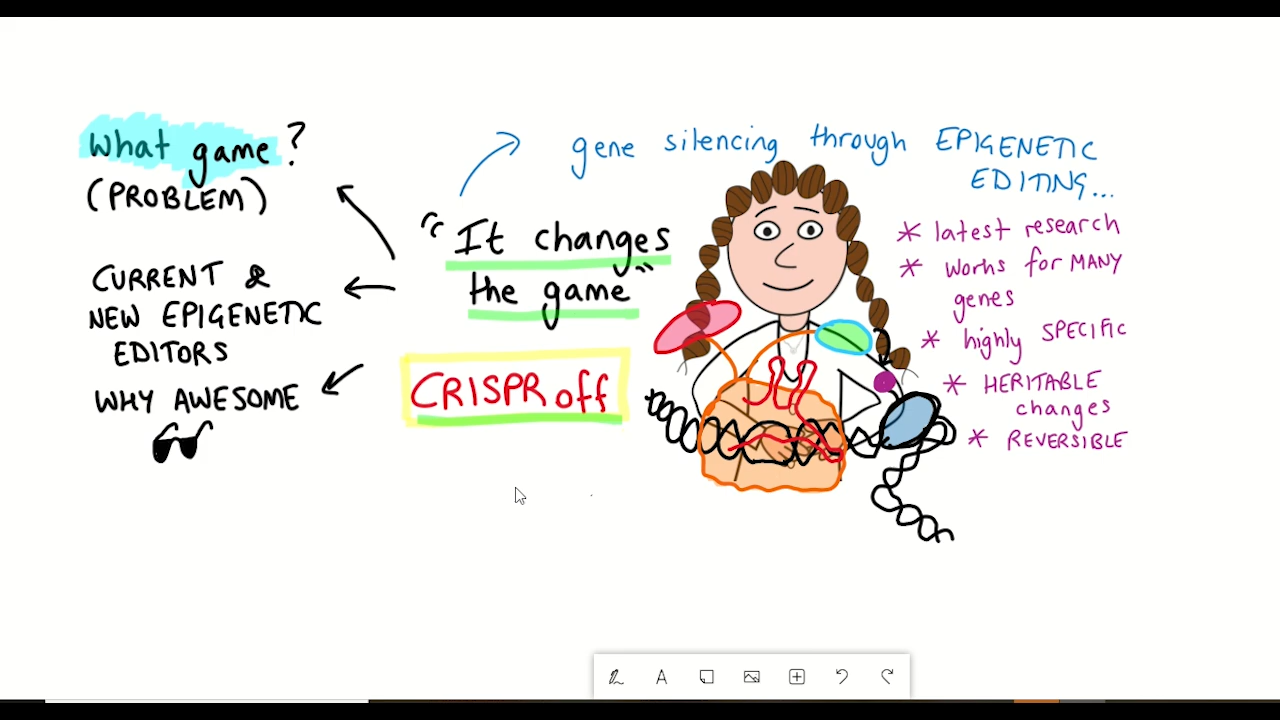 What game?
(PROBLEM)
CURRENT &
NEW EPIGENETIC
EDITORS
WHY AWESOME
"It changes
the game"
CRISPRoff
gene silencing through EPIGENETIC
EDITING...
* latest research
* works for MANY
genes
* highly SPECIFIC
* HERITABLE
changes
* REVERSIBLE
A